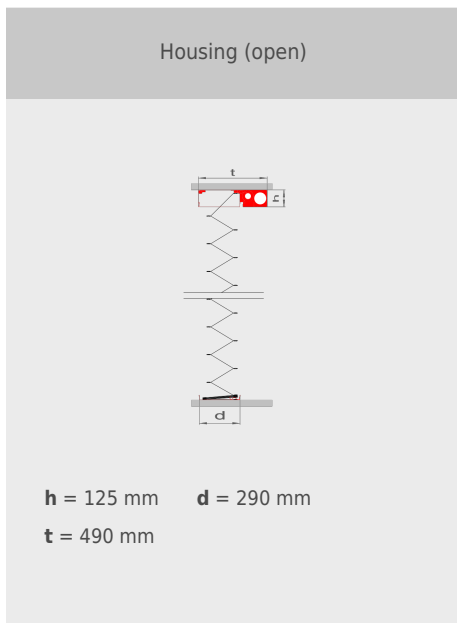 Housing (open)
t
h
d
h = 125 mm d = 290 mm
t = 490 mm